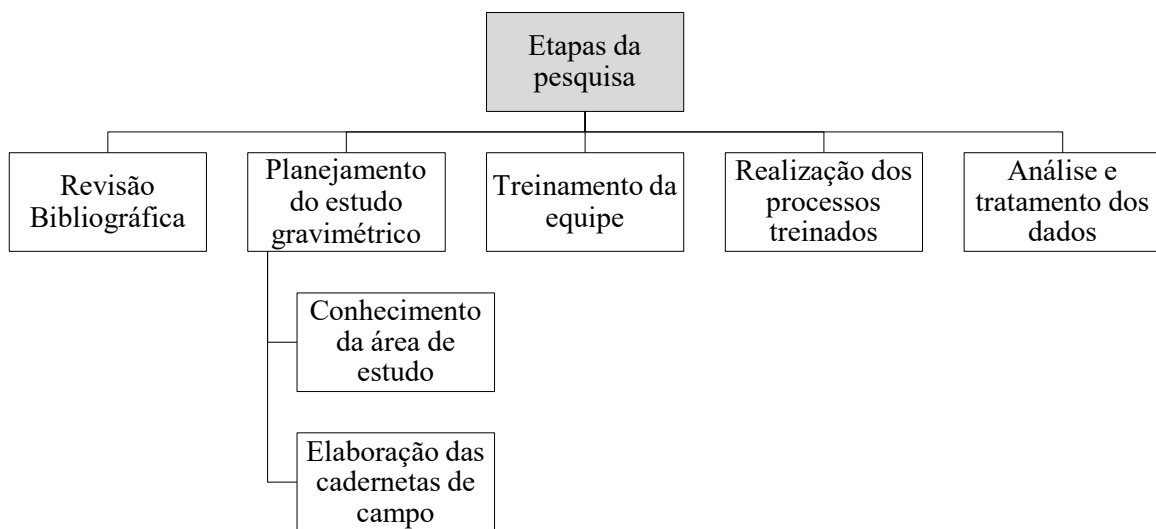 Etapas da
pesquisa
Revisão
Bibliográfica
Planejamento
do estudo
gravimétrico
Treinamento da
equipe
Realização dos
processos
treinados
Análise e
tratamento dos
dados
Conhecimento
da área de
estudo
Elaboração das
cadernetas de
campo